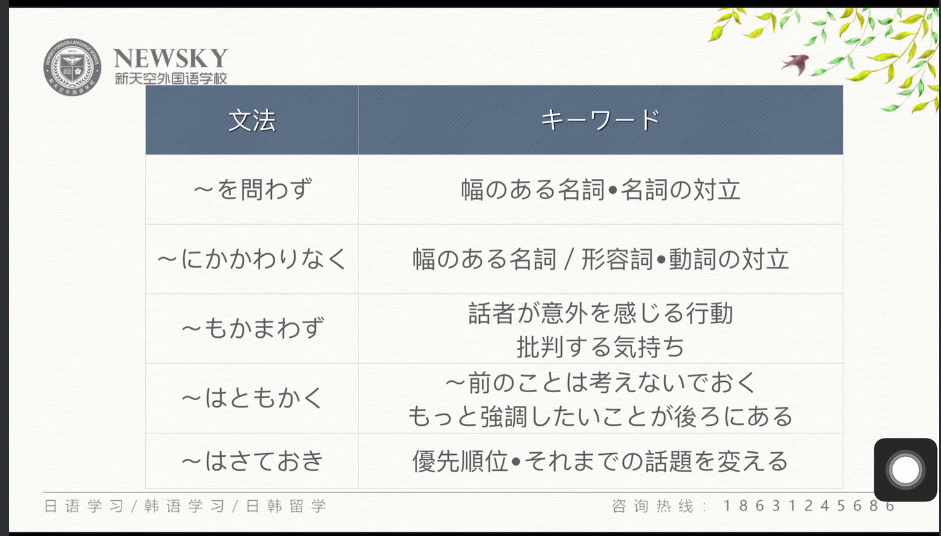 NEWSKY
新天空外国语学校
文法 キーワード
～を問わず 幅のある名詞•名詞の対立
～にかかわりなく 幅のある名詞 / 形容詞•動詞の対立
～もかまわず 話者が意外を感じる行動
批判する気持ち
～はともかく ～前のことは考えないでおく
もっと強調したいことが後ろにある
～はさておき 優先順位•それまでの話題を変える
日语学习/韩语学习/日韩留学 咨询热线: 18631245686